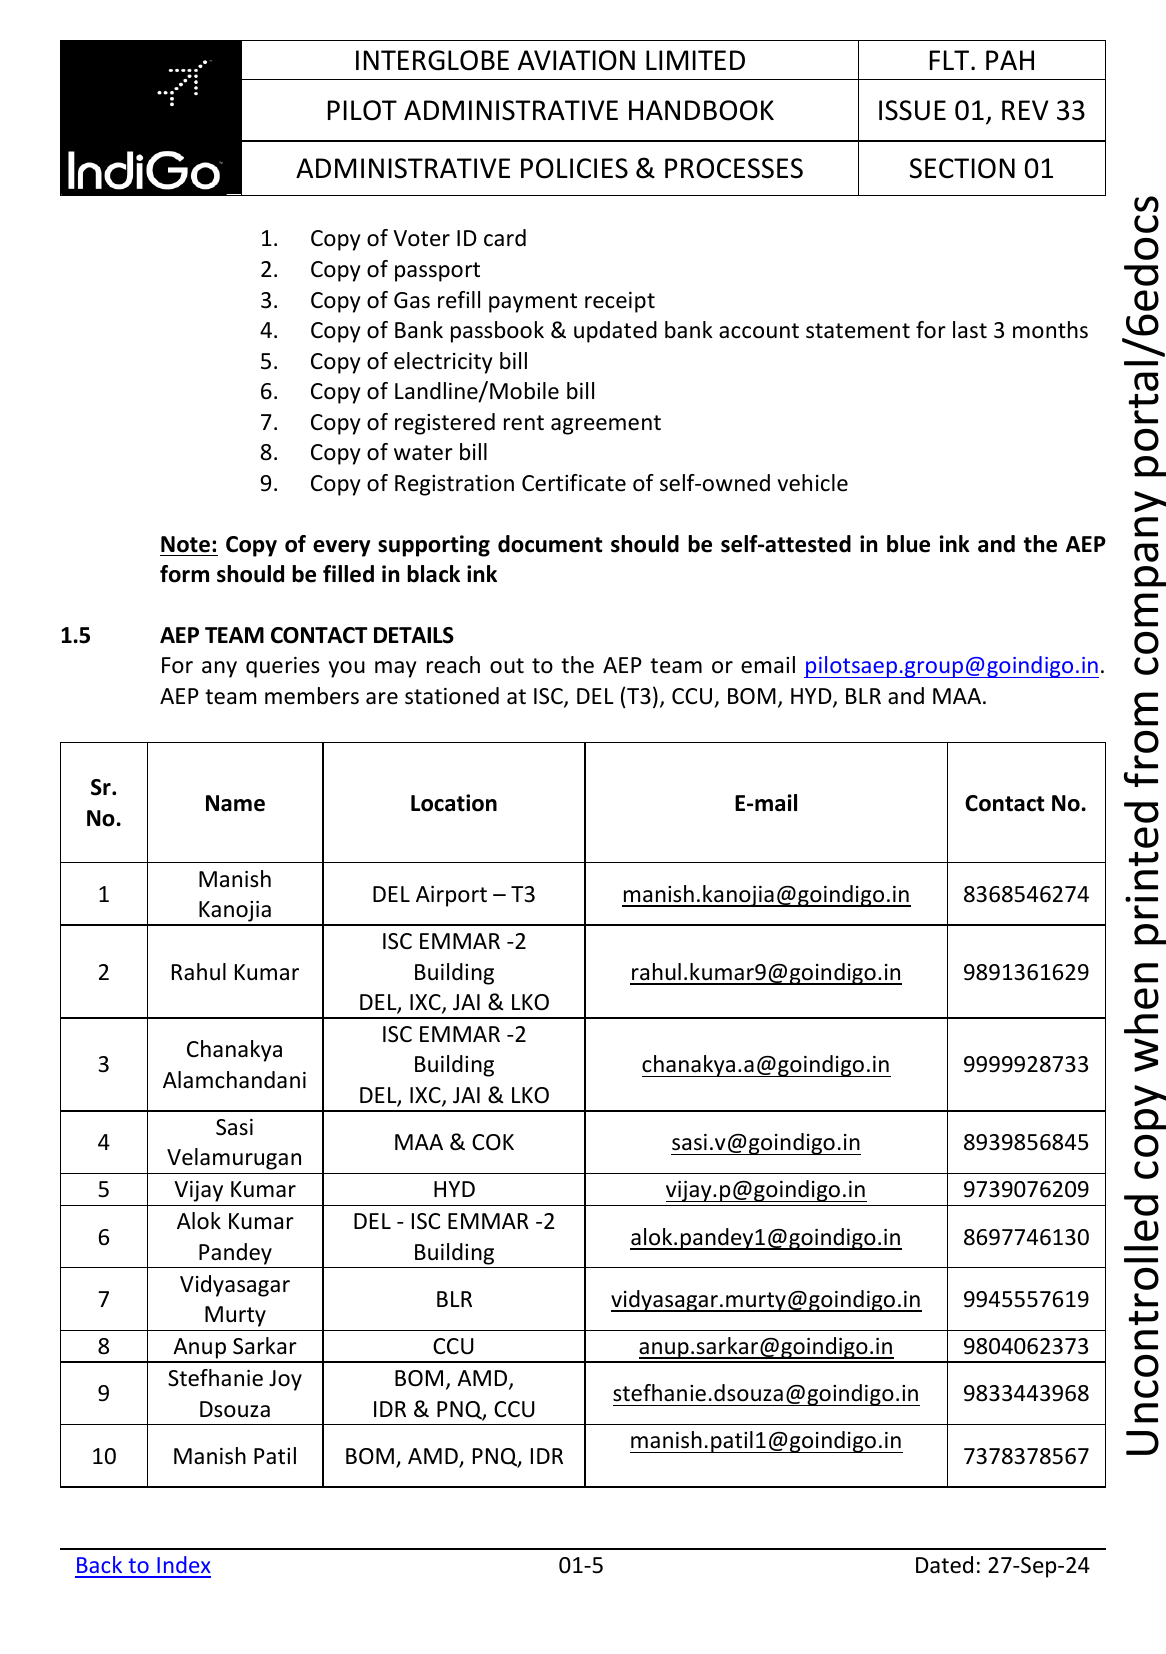 IndiGo
INTERGLOBE AVIATION LIMITED
FLT. PAH
PILOT ADMINISTRATIVE HANDBOOK
ISSUE 01, REV 33
ADMINISTRATIVE POLICIES & PROCESSES
SECTION 01
1. Copy of Voter ID card
2. Copy of passport
3. Copy of Gas refill payment receipt
4. Copy of Bank passbook & updated bank account statement for last 3 months
5. Copy of electricity bill
6. Copy of Landline/Mobile bill
7. Copy of registered rent agreement
8. Copy of water bill
9. Copy of Registration Certificate of self-owned vehicle
Note: Copy of every supporting document should be self-attested in blue ink and the AEP
form should be filled in black ink
1.5 AEP TEAM CONTACT DETAILS
For any queries you may reach out to the AEP team or email pilotsaep.group@goindigo.in.
AEP team members are stationed at ISC, DEL (T3), CCU, BOM, HYD, BLR and MAA.
Sr.
No.
Name
Location
E-mail
Contact No.
1
Manish
Kanojia
DEL Airport – T3
manish.kanojia@goindigo.in
8368546274
2
Rahul Kumar
ISC EMMAR -2
Building
DEL, IXC, JAI & LKO
rahul.kumar9@goindigo.in
9891361629
3
Chanakya
Alamchandani
ISC EMMAR -2
Building
DEL, IXC, JAI & LKO
chanakya.a@goindigo.in
9999928733
4
Sasi
Velamurugan
MAA & COK
sasi.v@goindigo.in
8939856845
5
Vijay Kumar
HYD
vijay.p@goindigo.in
9739076209
6
Alok Kumar
Pandey
DEL - ISC EMMAR -2
Building
alok.pandey1@goindigo.in
8697746130
7
Vidyasagar
Murty
BLR
vidyasagar.murty@goindigo.in
9945557619
8
Anup Sarkar
CCU
anup.sarkar@goindigo.in
9804062373
9
Stefhanie Joy
Dsouza
BOM, AMD,
IDR & PNQ, CCU
stefhanie.dsouza@goindigo.in
9833443968
10
Manish Patil
BOM, AMD, PNQ, IDR
manish.patil1@goindigo.in
7378378567
Back to Index
01-5
Dated: 27-Sep-24
Uncontrolled copy when printed from company portal/6edocs